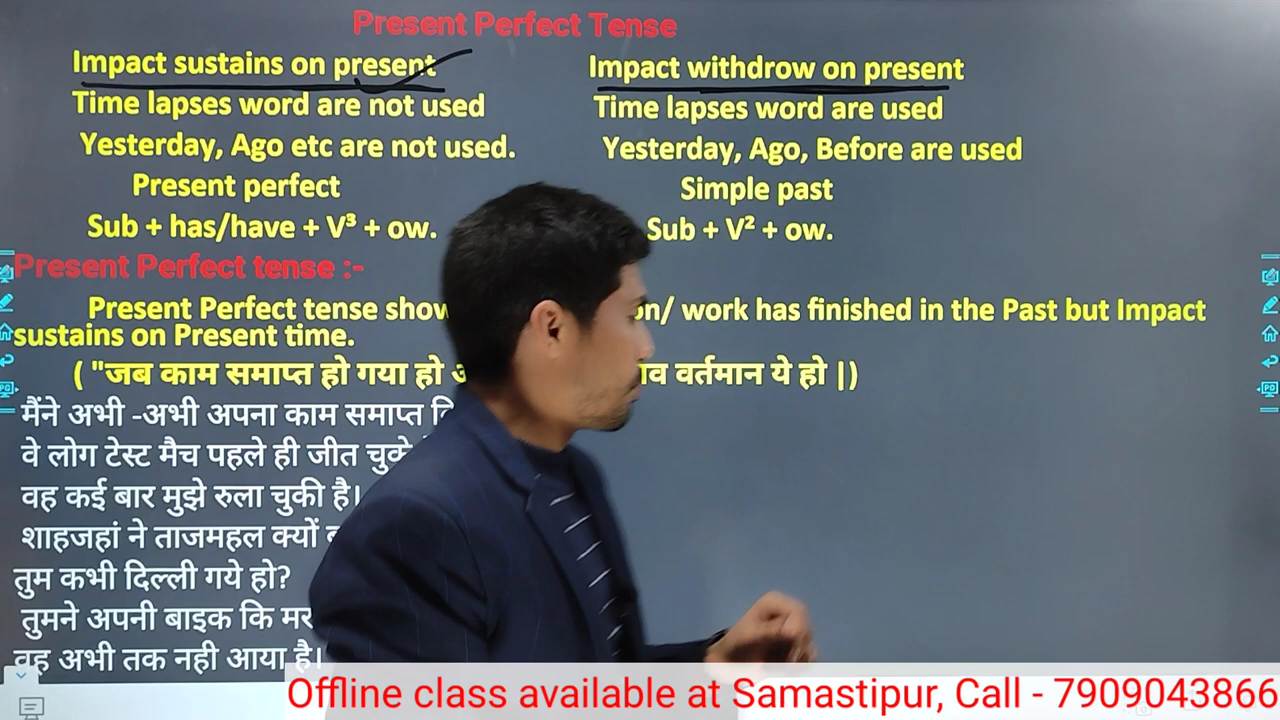 Present Perfect Tense
Impact sustains on present
Impact withdrow on present
Time lapses word are not used
Time lapses word are used
Yesterday, Ago etc are not used.
Yesterday, Ago, Before are used
Present perfect
Simple past
Sub + has/have + V³ + ow.
Sub + V² + ow.
Present Perfect tense :-
Present Perfect tense work has finished in the Past but Impact
sustains on Present time.
( "जब काम समाप्त हो गया हो वर्तमान ये हो |)
मैंने अभी -अभी अपना काम समाप्त
वे लोग टेस्ट मैच पहले ही जीत चुके
वह कई बार मुझे रुला चुकी है।
शाहजहां ने ताजमहल क्यों
तुम कभी दिल्ली गये हो?
तुमने अपनी बाइक कि
वह अभी तक नही आया है।
Offline class available at Samastipur, Call - 7909043866